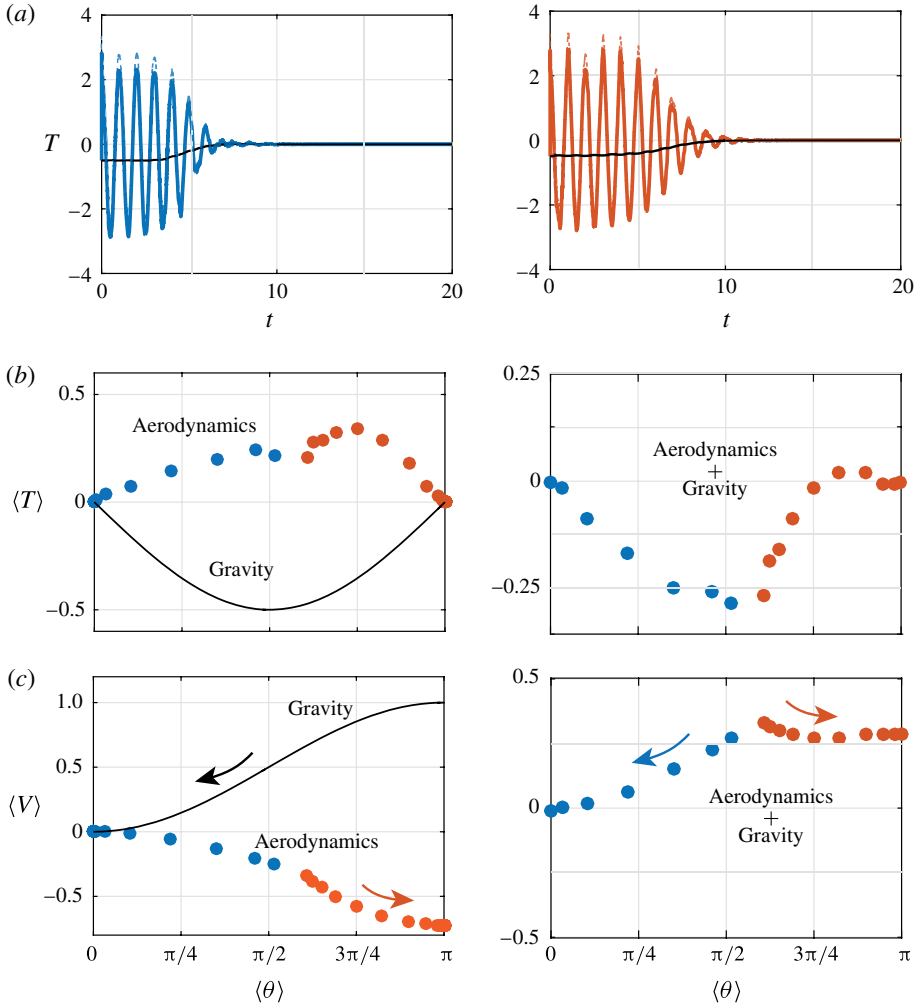 (a)
4
2
T
0
−2
−4
0
10
20
t
4
2
0
−2
−4
0
10
20
t
(b)
0.5
Aerodynamics
⟨T⟩
0
Gravity
−0.5
0.25
Aerodynamics
+
Gravity
0
−0.25
(c)
1.0
Gravity
0.5
⟨V⟩
0
Aerodynamics
−0.5
0
π/4
π/2
3π/4
π
⟨θ⟩
0.5
0
Aerodynamics
+
Gravity
−0.5
0
π/4
π/2
3π/4
π
⟨θ⟩